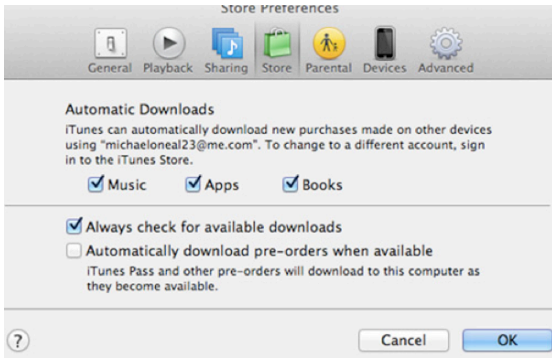 Store Preferences
General Playback Sharing Store Parental Devices Advanced
Automatic Downloads
iTunes can automatically download new purchases made on other devices
using "michaeloneal23@me.com". To change to a different account, sign
in to the iTunes Store.
Music Apps Books
Always check for available downloads
Automatically download pre-orders when available
iTunes Pass and other pre-orders will download to this computer as
they become available.
? Cancel OK